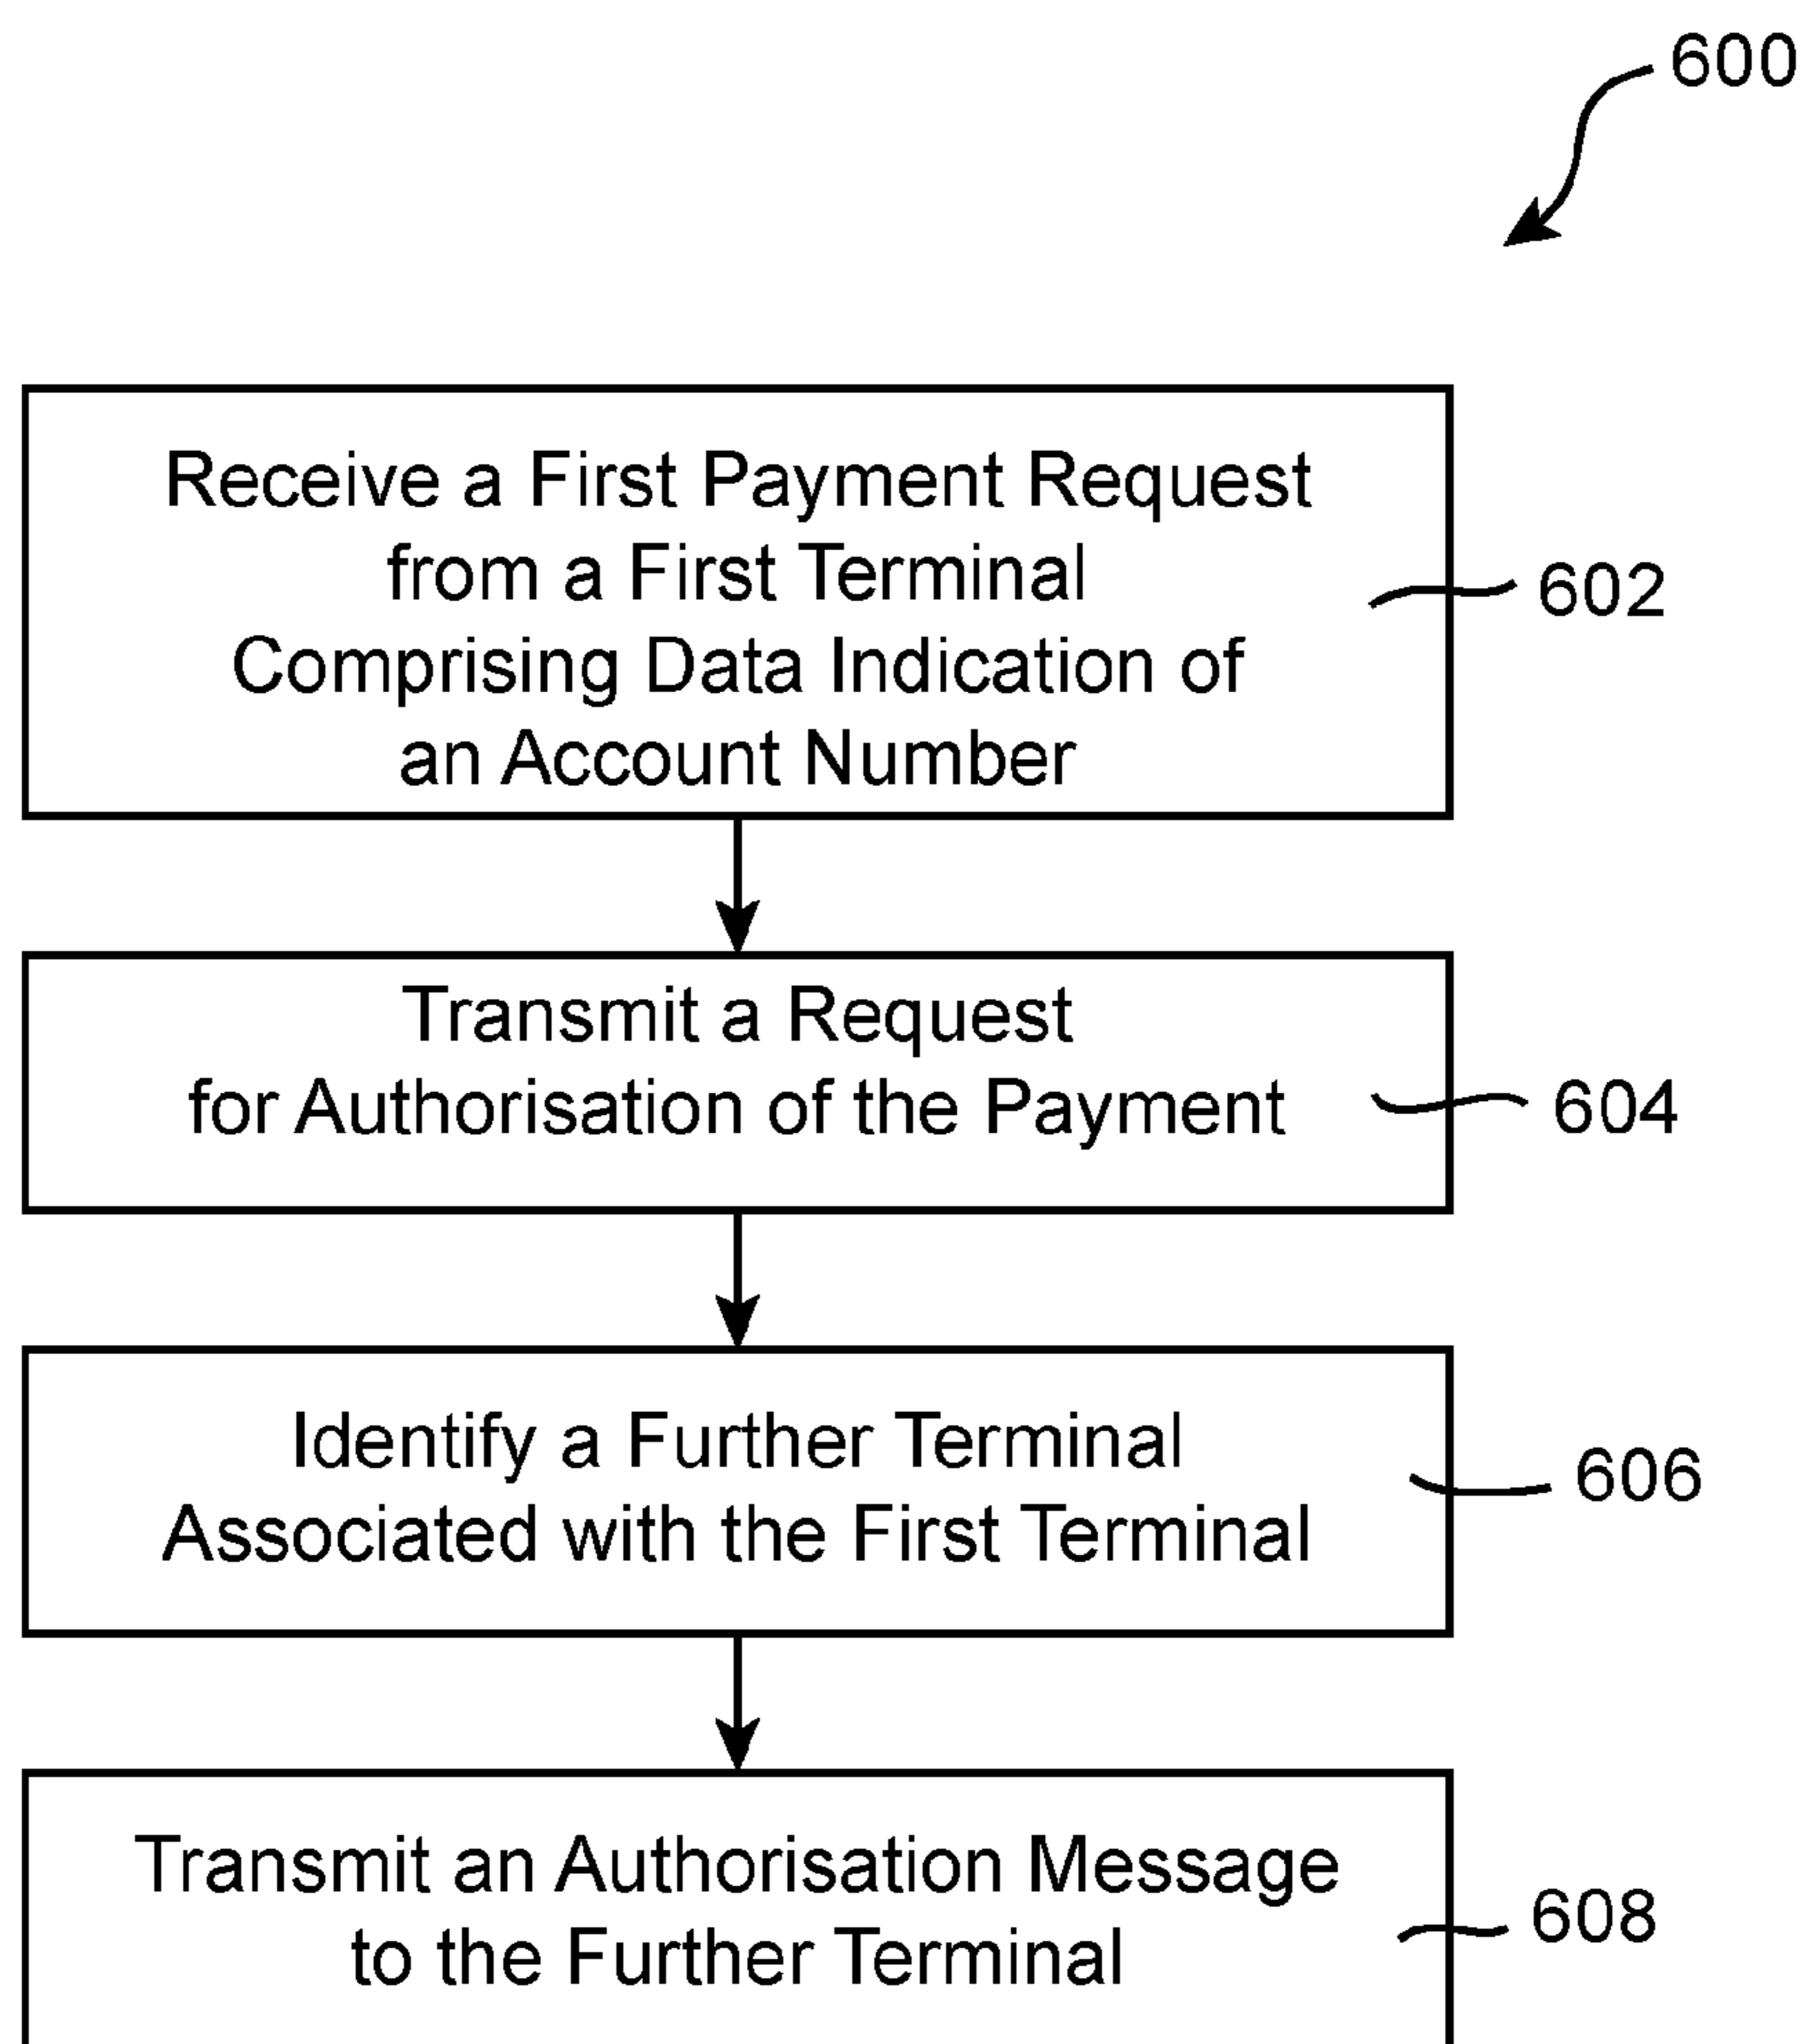 600
Receive a First Payment Request
from a First Terminal
Comprising Data Indication of
an Account Number
602
Transmit a Request
for Authorisation of the Payment
604
Identify a Further Terminal
Associated with the First Terminal
606
Transmit an Authorisation Message
to the Further Terminal
608